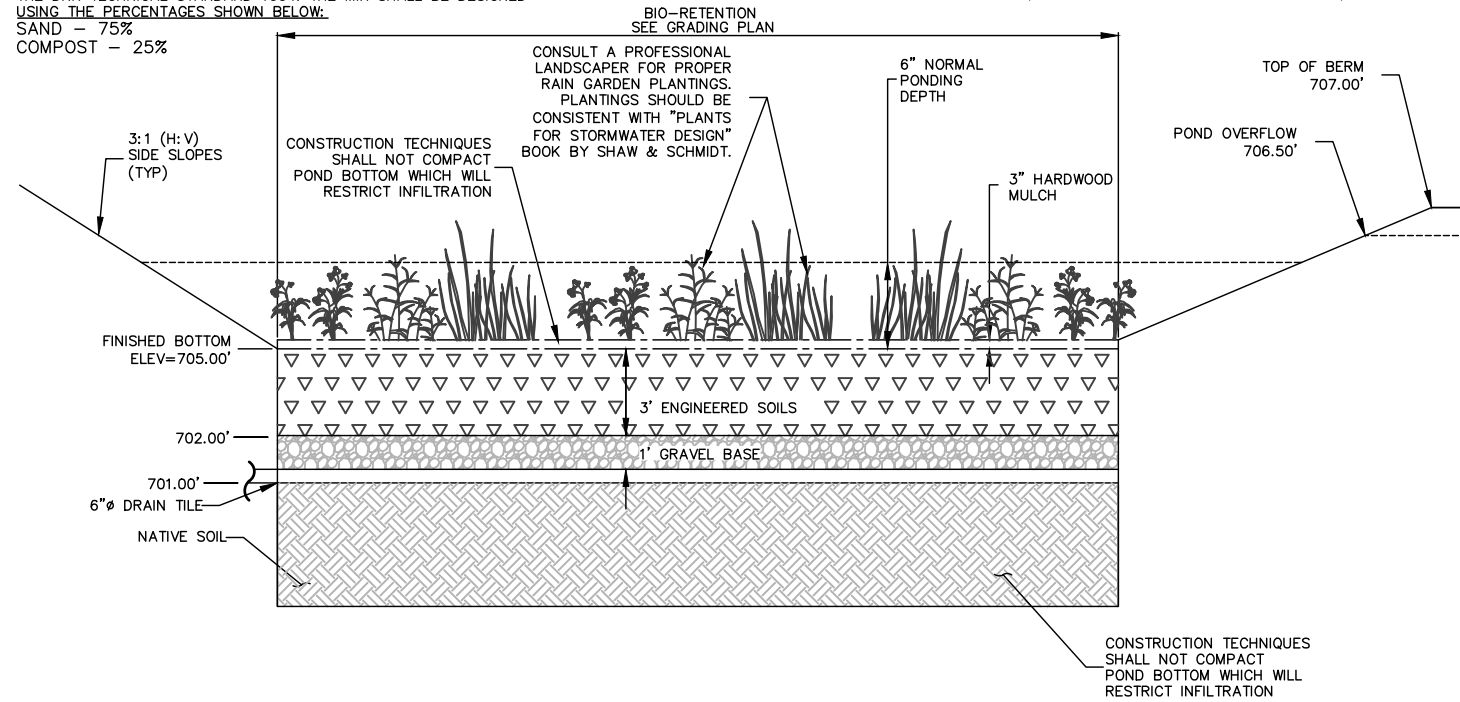 USING THE PERCENTAGES SHOWN BELOW:
SAND – 75%
COMPOST – 25%
BIO–RETENTION
SEE GRADING PLAN
CONSULT A PROFESSIONAL
LANDSCAPER FOR PROPER
RAIN GARDEN PLANTINGS.
PLANTINGS SHOULD BE
CONSISTENT WITH "PLANTS
FOR STORMWATER DESIGN"
BOOK BY SHAW & SCHMIDT.
6" NORMAL
PONDING
DEPTH
TOP OF BERM
707.00'
POND OVERFLOW
706.50'
3:1 (H:V)
SIDE SLOPES
(TYP)
CONSTRUCTION TECHNIQUES
SHALL NOT COMPACT
POND BOTTOM WHICH WILL
RESTRICT INFILTRATION
3" HARDWOOD
MULCH
FINISHED BOTTOM
ELEV=705.00'
3' ENGINEERED SOILS
702.00'
1' GRAVEL BASE
701.00'
6"ø DRAIN TILE
NATIVE SOIL
CONSTRUCTION TECHNIQUES
SHALL NOT COMPACT
POND BOTTOM WHICH WILL
RESTRICT INFILTRATION